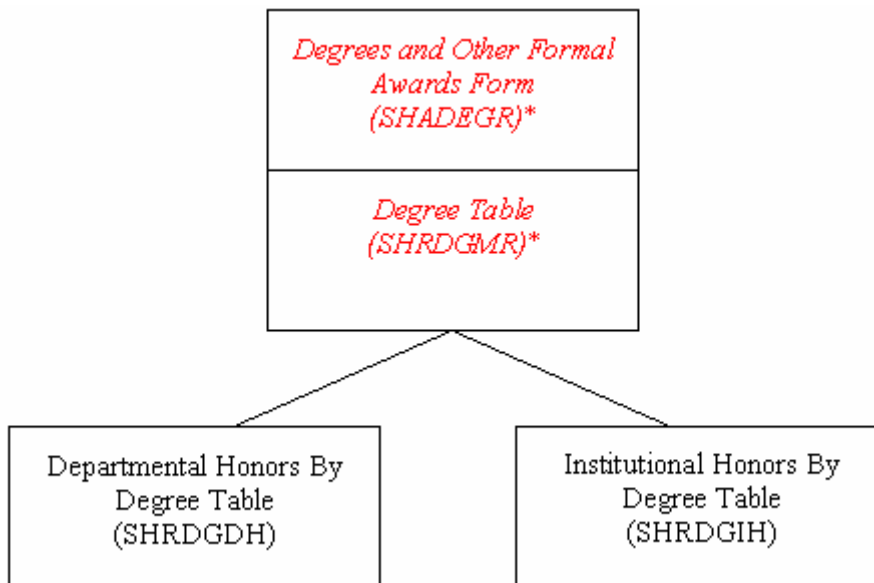 Degrees and Other Formal
Awards Form
(SHADEGR)*
Degree Table
(SHRDGMR)*
Departmental Honors By
Degree Table
(SHRDGDH)
Institutional Honors By
Degree Table
(SHRDGIH)